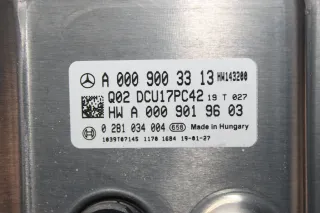 A 000 900 33 13 HW143200
Q02 DCU17PC42 19 T 027
HW A 000 901 96 03
0 281 034 004 658 Made in Hungary
1039707145 1170 1684 19-01-27